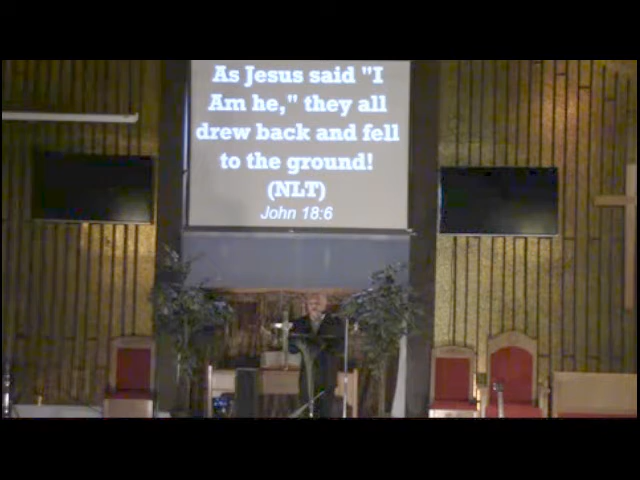 As Jesus said "I
Am he," they all
drew back and fell
to the ground!
(NLT)
John 18:6